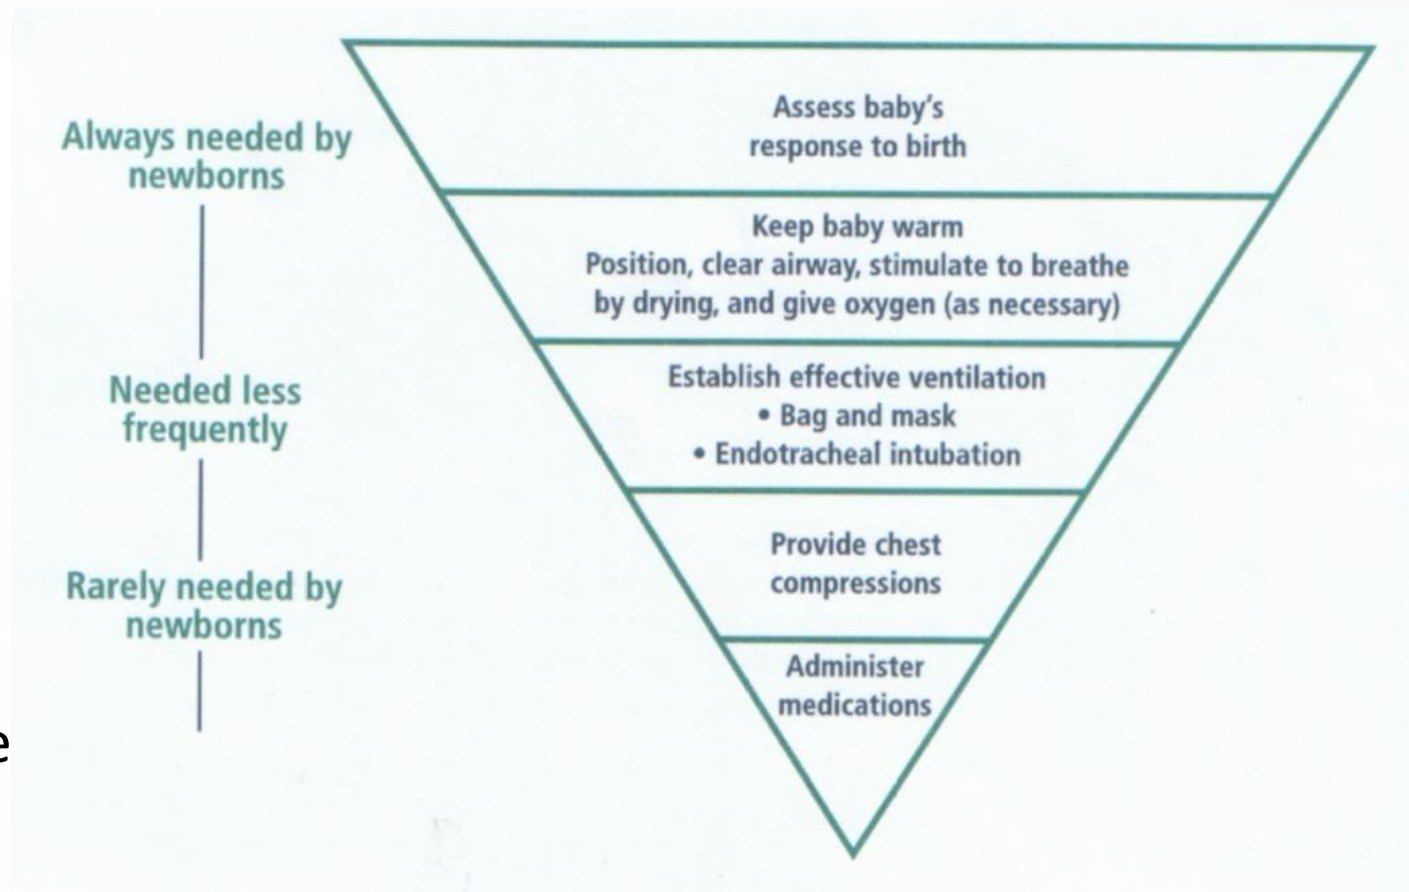 Always needed by
newborns
Needed less
frequently
Rarely needed by
newborns
e
Assess baby's
response to birth
Keep baby warm
Position, clear airway, stimulate to breathe
by drying, and give oxygen (as necessary)
Establish effective ventilation
• Bag and mask
• Endotracheal intubation
Provide chest
compressions
Administer
medications